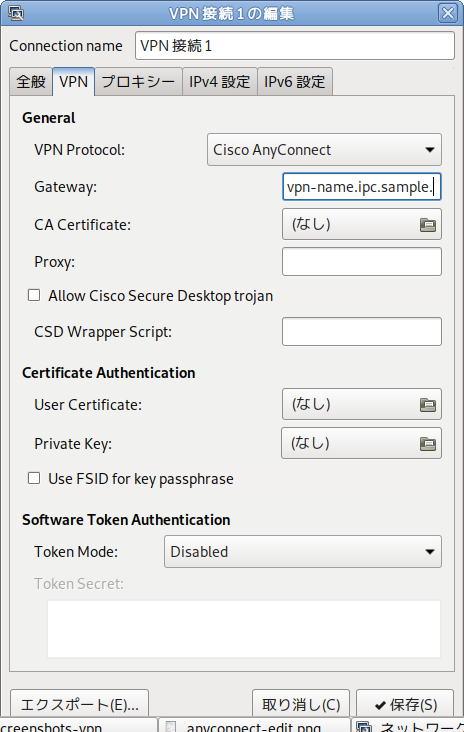 VPN 接続 1 の編集
Connection name VPN 接続 1
全般 VPN プロキシー IPv4 設定 IPv6 設定
General
VPN Protocol: Cisco AnyConnect
Gateway: vpn-name.ipc.sample.
CA Certificate: (なし)
Proxy:
Allow Cisco Secure Desktop trojan
CSD Wrapper Script:
Certificate Authentication
User Certificate: (なし)
Private Key: (なし)
Use FSID for key passphrase
Software Token Authentication
Token Mode: Disabled
Token Secret:
エクスポート(E)... 取り消し(C) 保存(S)
creenshots-vpn anyconnect-edit.png ネットワーク